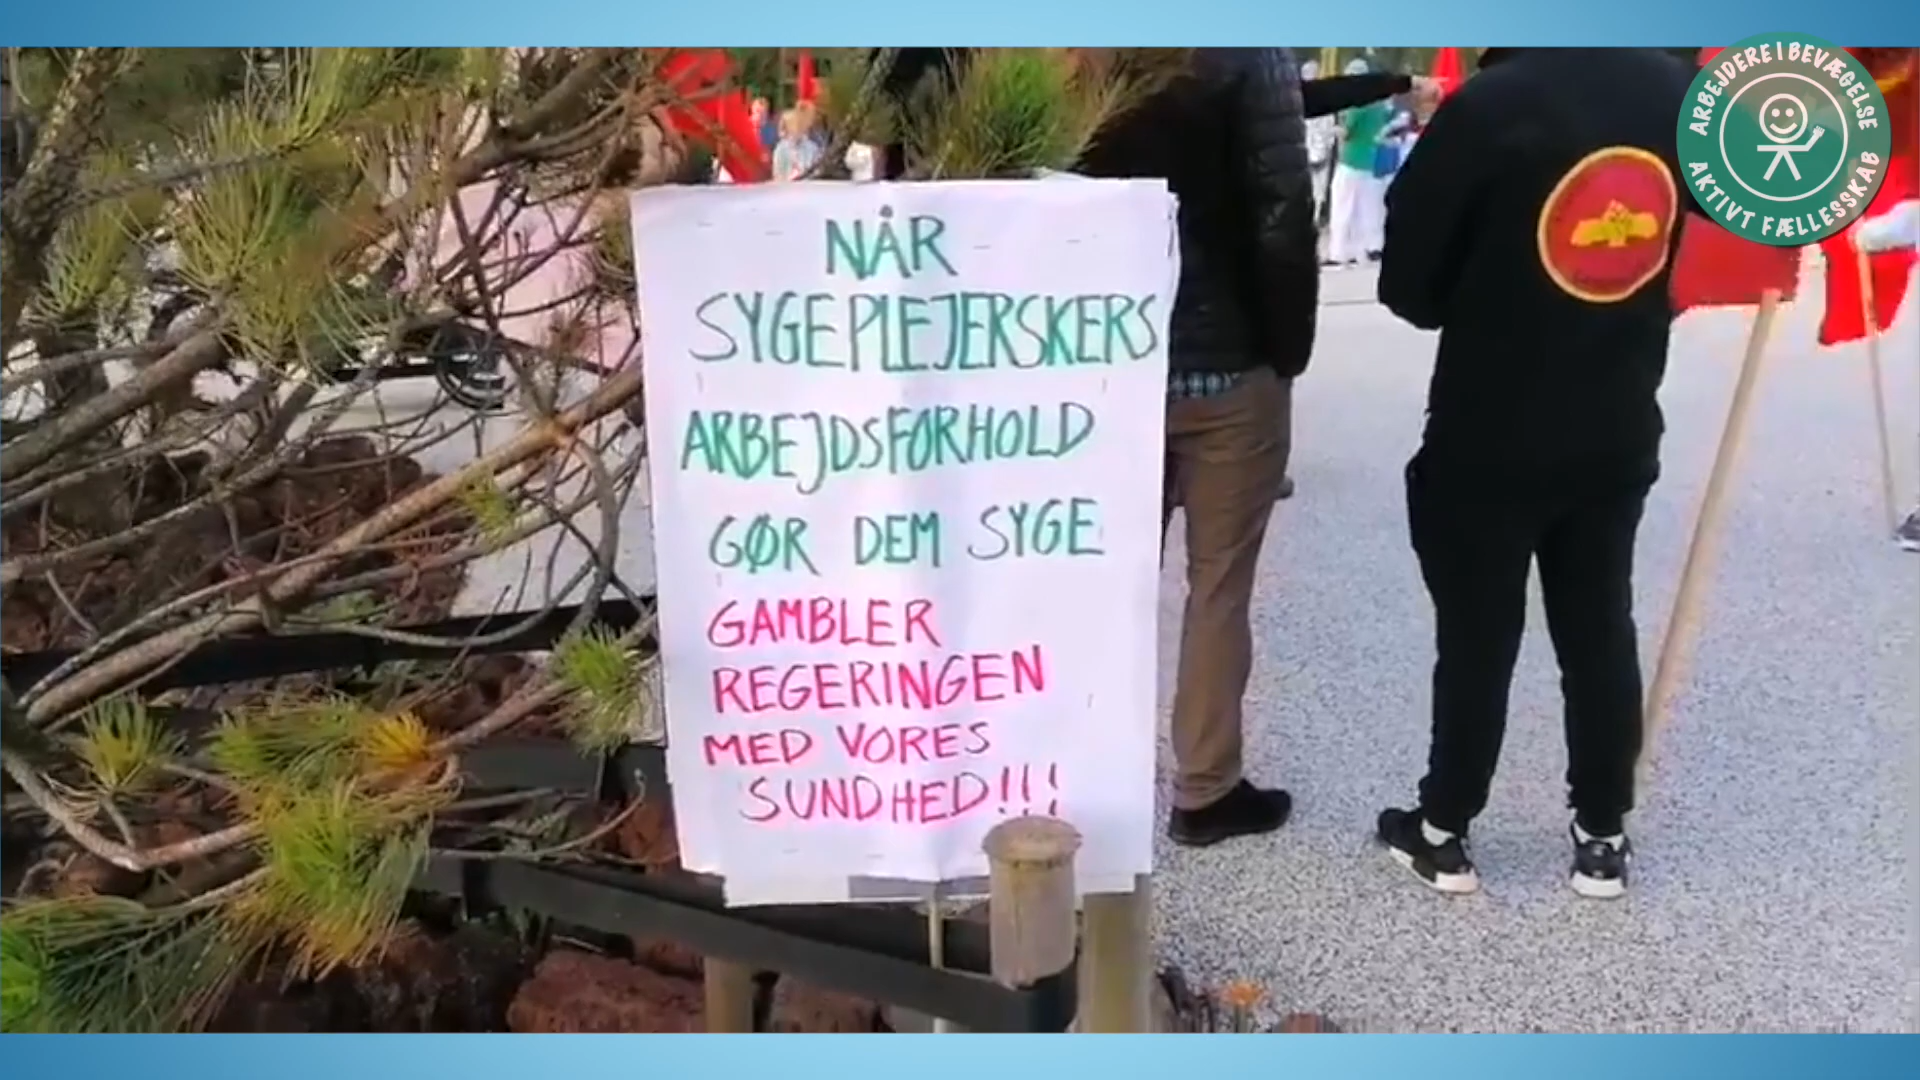 NÅR
SYGEPLEJERSKERS
ARBEJDSFORHOLD
GØR DEM SYGE
GAMBLER
REGERINGEN
MED VORES
SUNDHED!!!
ARBEJDERE I BEVÆGELSE
AKTIVT FÆLLESSKAB